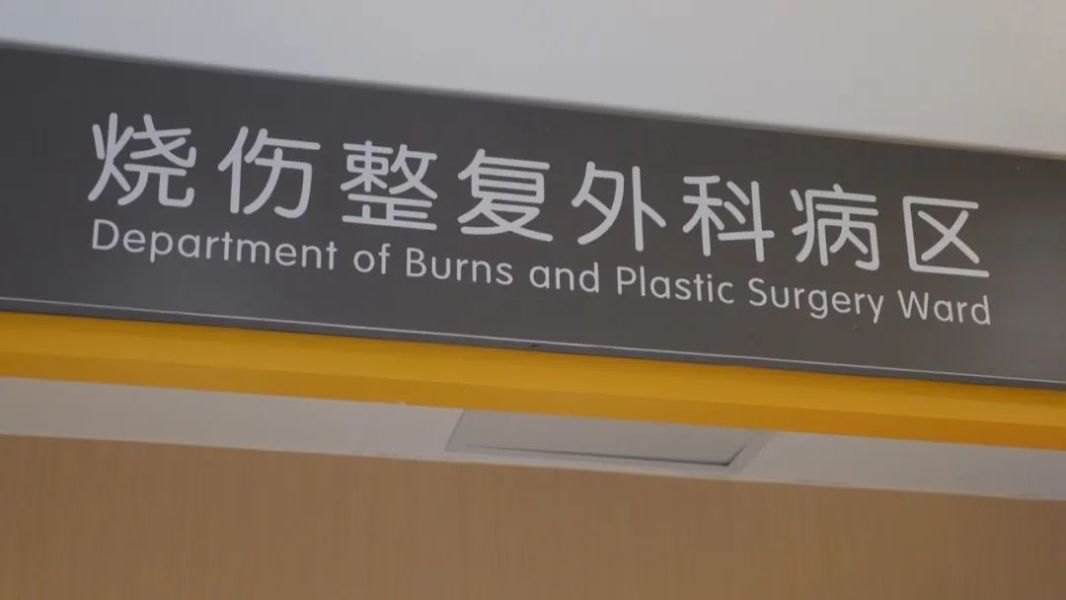 烧伤整复外科病区
Department of Burns and Plastic Surgery Ward